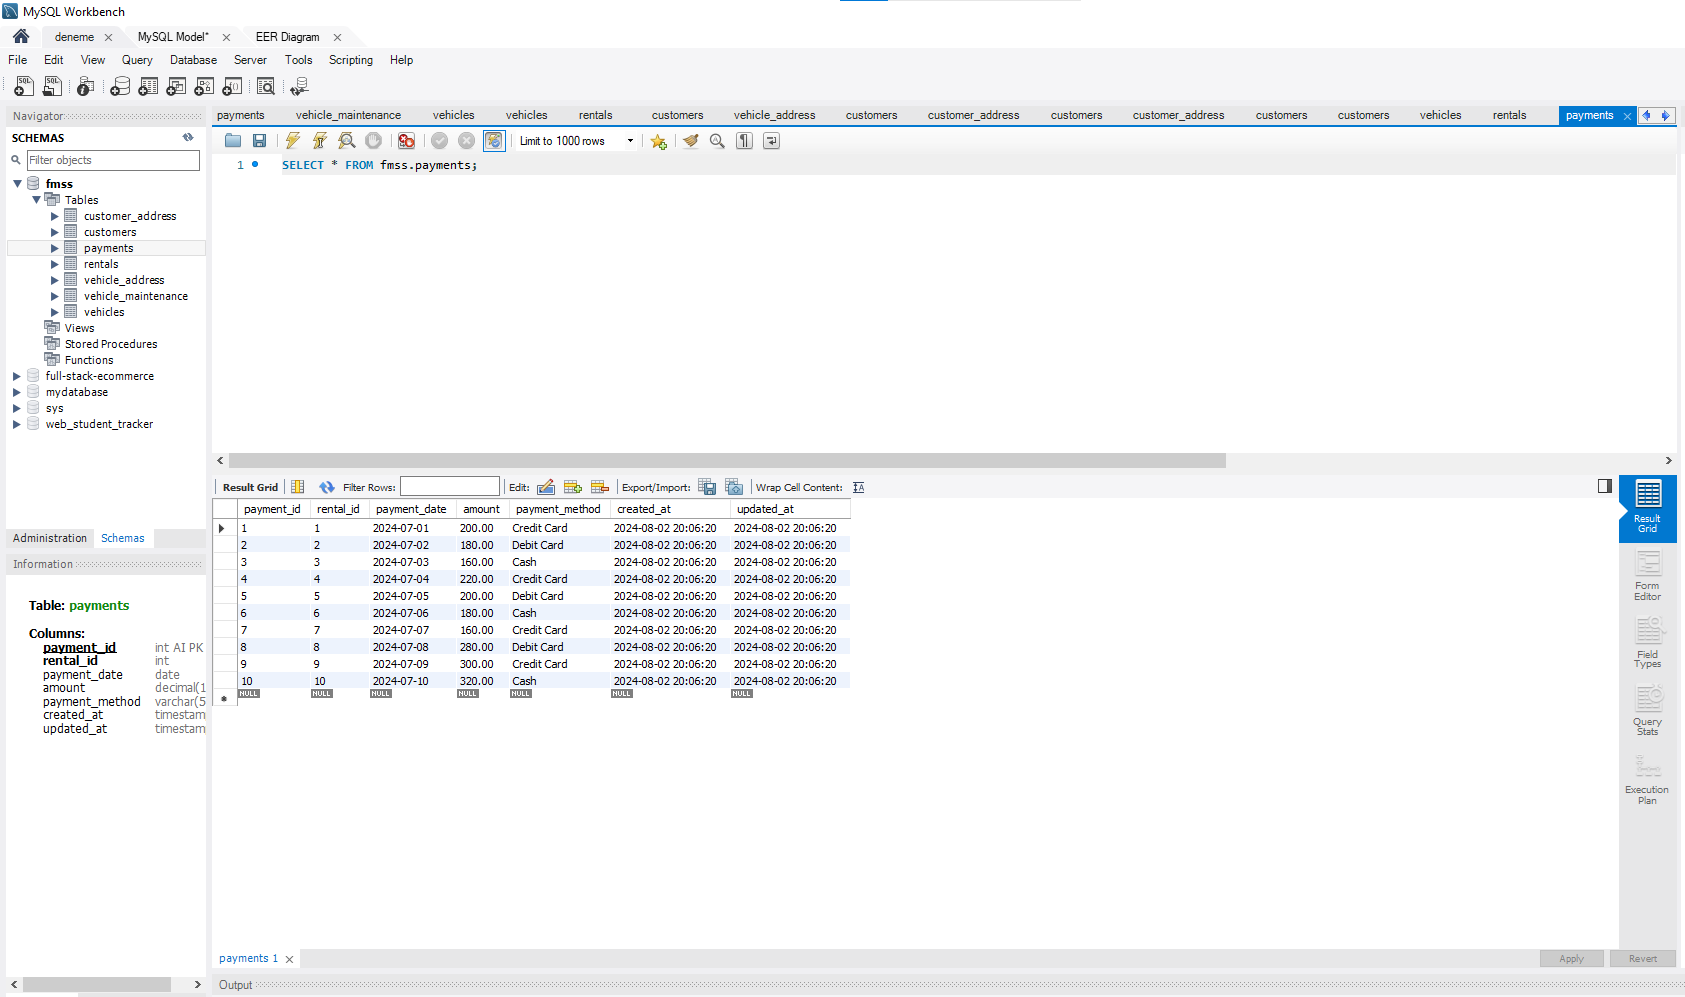 MySQL Workbench
deneme
MySQL Model*
EER Diagram
File Edit View Query Database Server Tools Scripting Help
Navigator
SCHEMAS
Filter objects
fmss
Tables
customer_address
customers
payments
rentals
vehicle_address
vehicle_maintenance
vehicles
Views
Stored Procedures
Functions
full-stack-ecommerce
mydatabase
sys
web_student_tracker
Administration Schemas
Information
Table: payments
Columns:
payment_id int AI PK
rental_id int
payment_date date
amount decimal(1
payment_method varchar(5
created_at timestam
updated_at timestam
payments vehicle_maintenance vehicles vehicles rentals customers vehicle_address customers customer_address customers customer_address customers customers vehicles rentals payments
Limit to 1000 rows
1 SELECT * FROM fmss.payments;
Result Grid Filter Rows: Edit: Export/Import: Wrap Cell Content:
payment_id rental_id payment_date amount payment_method created_at updated_at
1 1 2024-07-01 200.00 Credit Card 2024-08-02 20:06:20 2024-08-02 20:06:20
2 2 2024-07-02 180.00 Debit Card 2024-08-02 20:06:20 2024-08-02 20:06:20
3 3 2024-07-03 160.00 Cash 2024-08-02 20:06:20 2024-08-02 20:06:20
4 4 2024-07-04 220.00 Credit Card 2024-08-02 20:06:20 2024-08-02 20:06:20
5 5 2024-07-05 200.00 Debit Card 2024-08-02 20:06:20 2024-08-02 20:06:20
6 6 2024-07-06 180.00 Cash 2024-08-02 20:06:20 2024-08-02 20:06:20
7 7 2024-07-07 160.00 Credit Card 2024-08-02 20:06:20 2024-08-02 20:06:20
8 8 2024-07-08 280.00 Debit Card 2024-08-02 20:06:20 2024-08-02 20:06:20
9 9 2024-07-09 300.00 Credit Card 2024-08-02 20:06:20 2024-08-02 20:06:20
10 10 2024-07-10 320.00 Cash 2024-08-02 20:06:20 2024-08-02 20:06:20
NULL NULL NULL NULL NULL NULL NULL
Result
Grid
Form
Editor
Field
Types
Query
Stats
Execution
Plan
payments 1
Apply Revert
Output